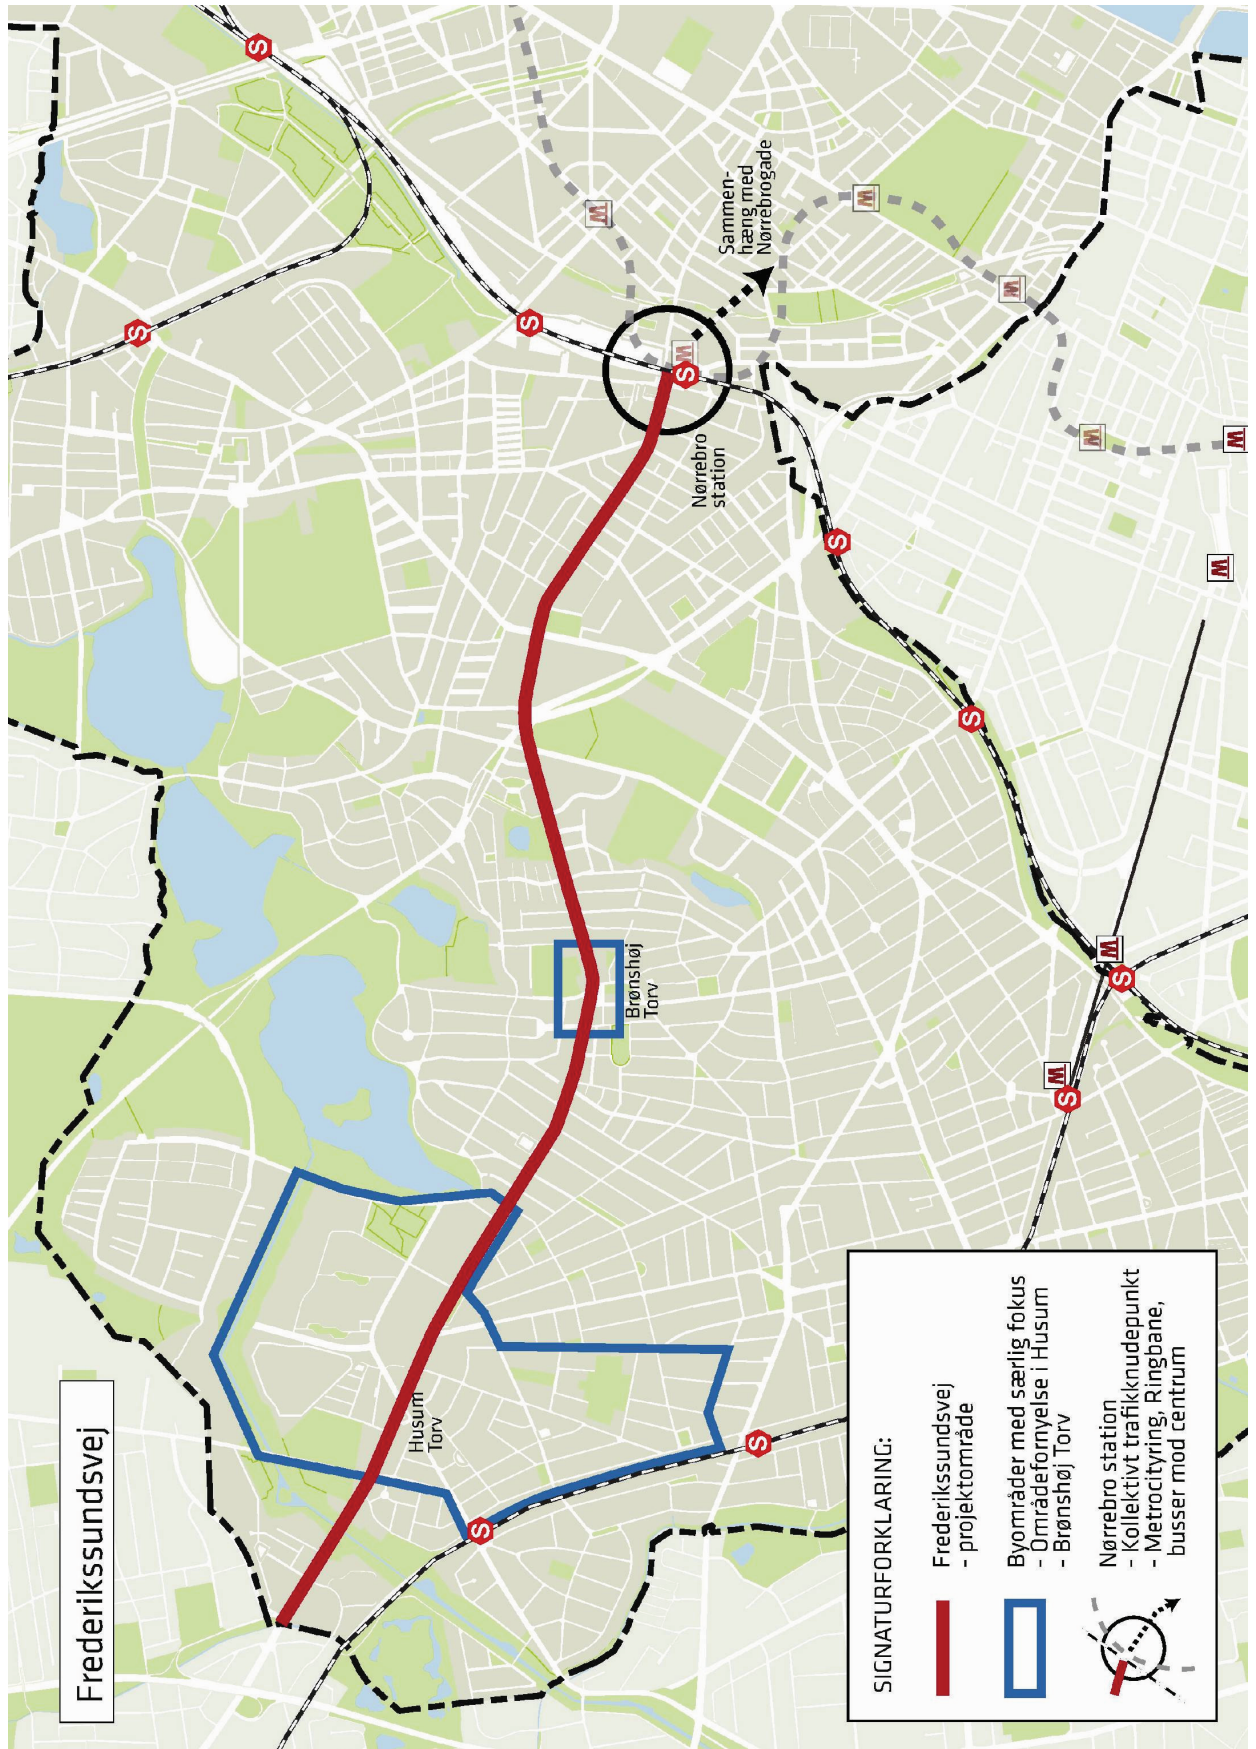 Frederikssundsvej
Sammen-
hæng med
Nørrebrogade
Nørrebro
station
Brønshøj
Torv
Husum
Torv
S
S
S
S
S
S
S
S
S
S
M
M
M
M
M
M
M
M
M
SIGNATURFORKLARING:
Frederikssundsvej
- projektområde
Byområder med særlig fokus
- Områdefornyelse i Husum
- Brønshøj Torv
Nørrebro station
- Kollektivt trafikknudepunkt
- Metrocityring, Ringbane,
busser mod centrum